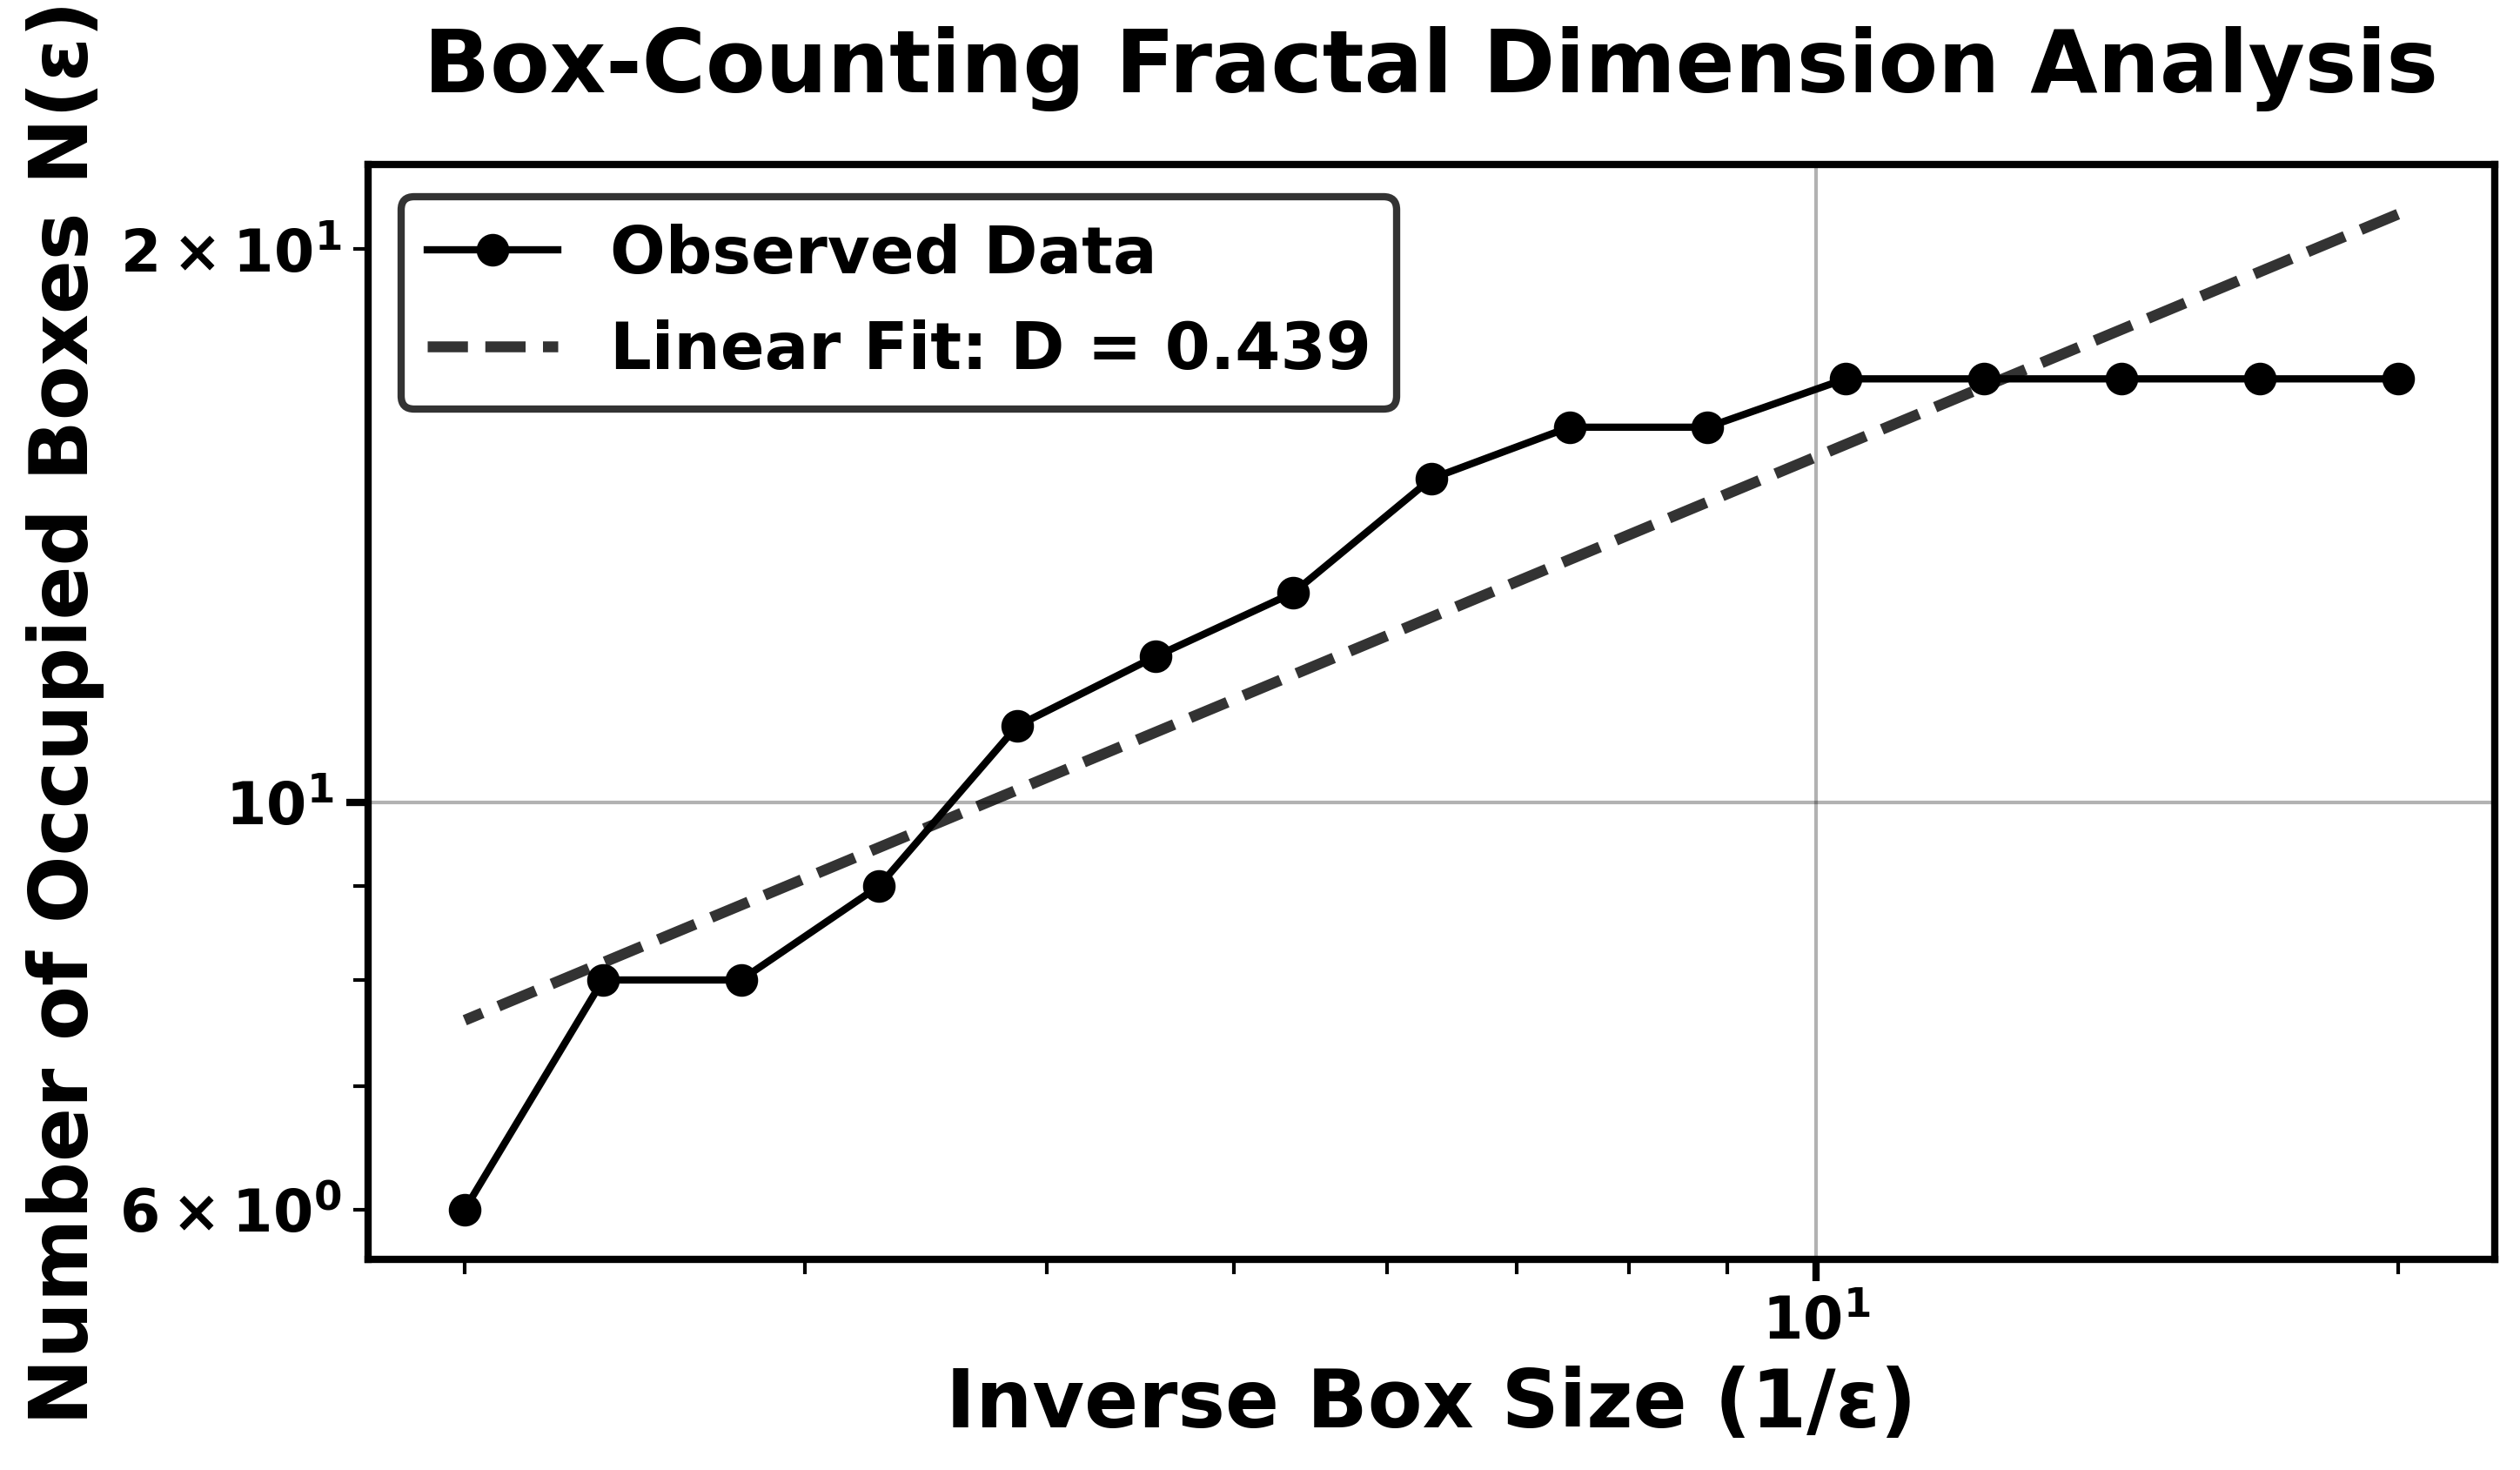 Box-Counting Fractal Dimension Analysis
Number of Occupied Boxes N(ε)
2 × 10¹
10¹
6 × 10⁰
Observed Data
Linear Fit: D = 0.439
10¹
Inverse Box Size (1/ε)